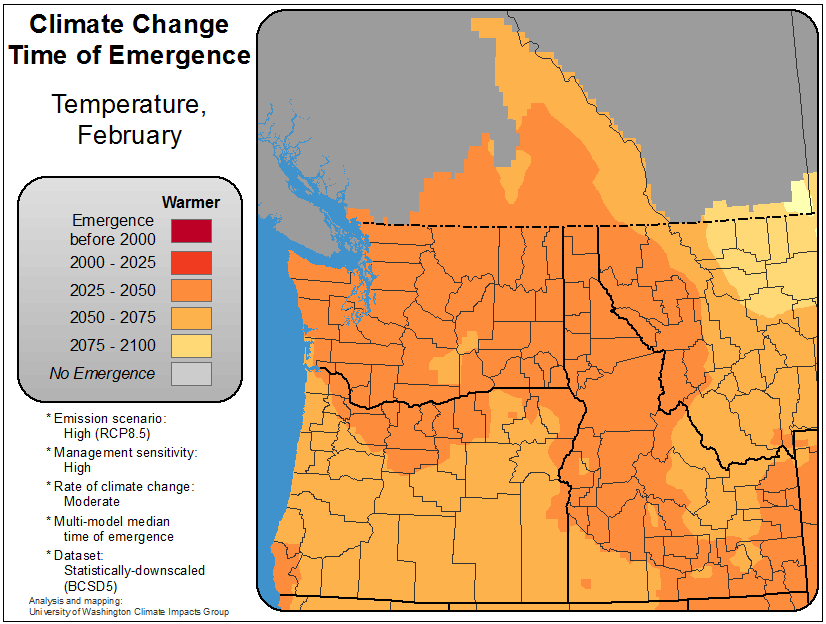 Climate Change
Time of Emergence
Temperature,
February
Warmer
Emergence
before 2000
2000 - 2025
2025 - 2050
2050 - 2075
2075 - 2100
No Emergence
* Emission scenario:
High (RCP8.5)
* Management sensitivity:
High
* Rate of climate change:
Moderate
* Multi-model median
time of emergence
* Dataset:
Statistically-downscaled
(BCSD5)
Analysis and mapping:
University of Washington Climate Impacts Group